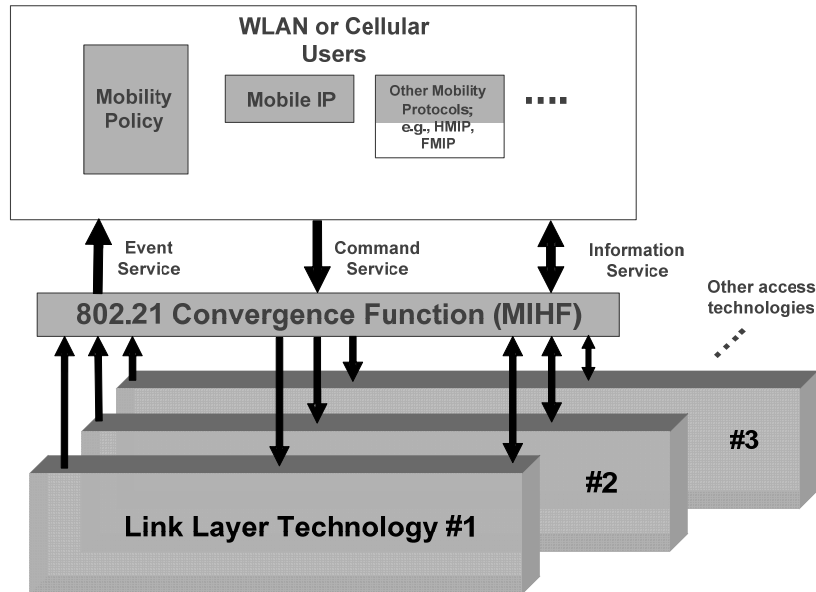 WLAN or Cellular
Users
Mobility
Policy
Mobile IP
Other Mobility
Protocols;
e.g., HMIP,
FMIP
Event
Service
Command
Service
Information
Service
802.21 Convergence Function (MIHF)
Other access
technologies
#3
#2
Link Layer Technology #1